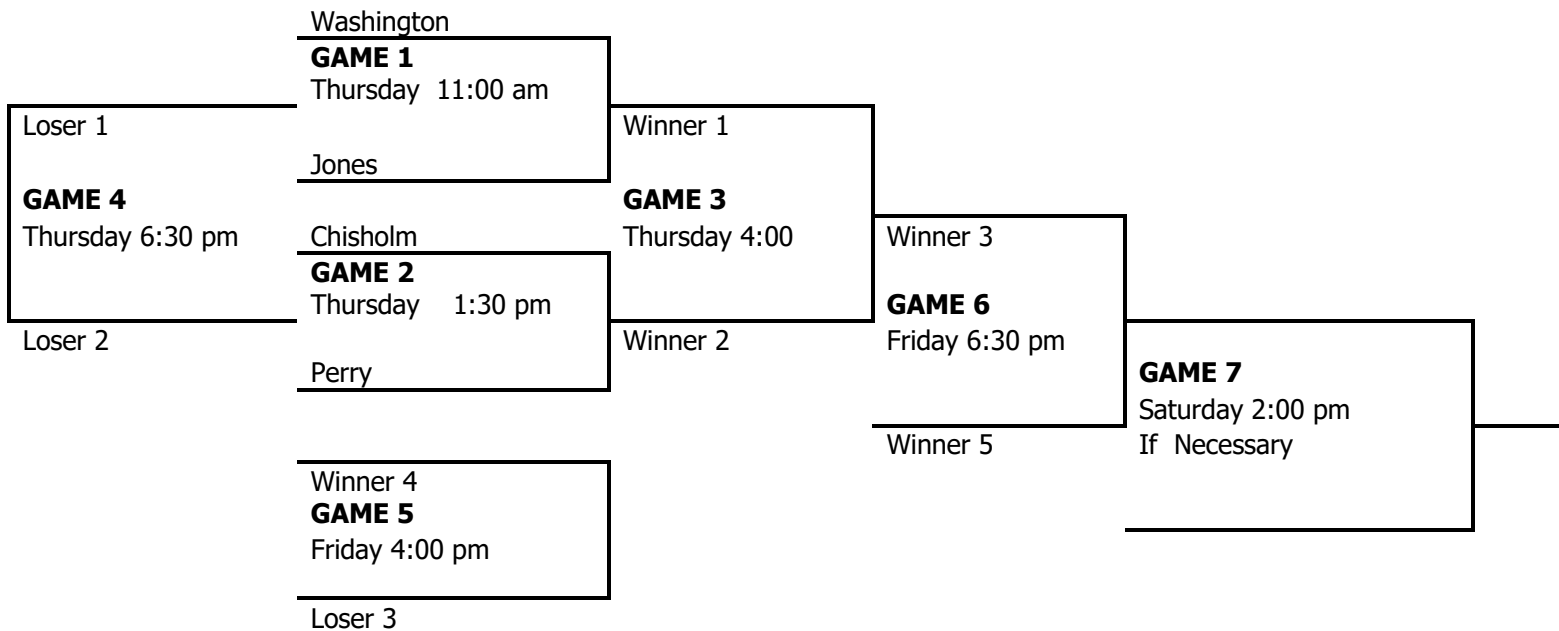 Washington
GAME 1
Thursday 11:00 am
Jones
Loser 1
GAME 4
Thursday 6:30 pm
Loser 2
Chisholm
GAME 2
Thursday 1:30 pm
Perry
Winner 1
GAME 3
Thursday 4:00
Winner 2
Winner 3
GAME 6
Friday 6:30 pm
Winner 5
GAME 7
Saturday 2:00 pm
If Necessary
Winner 4
GAME 5
Friday 4:00 pm
Loser 3